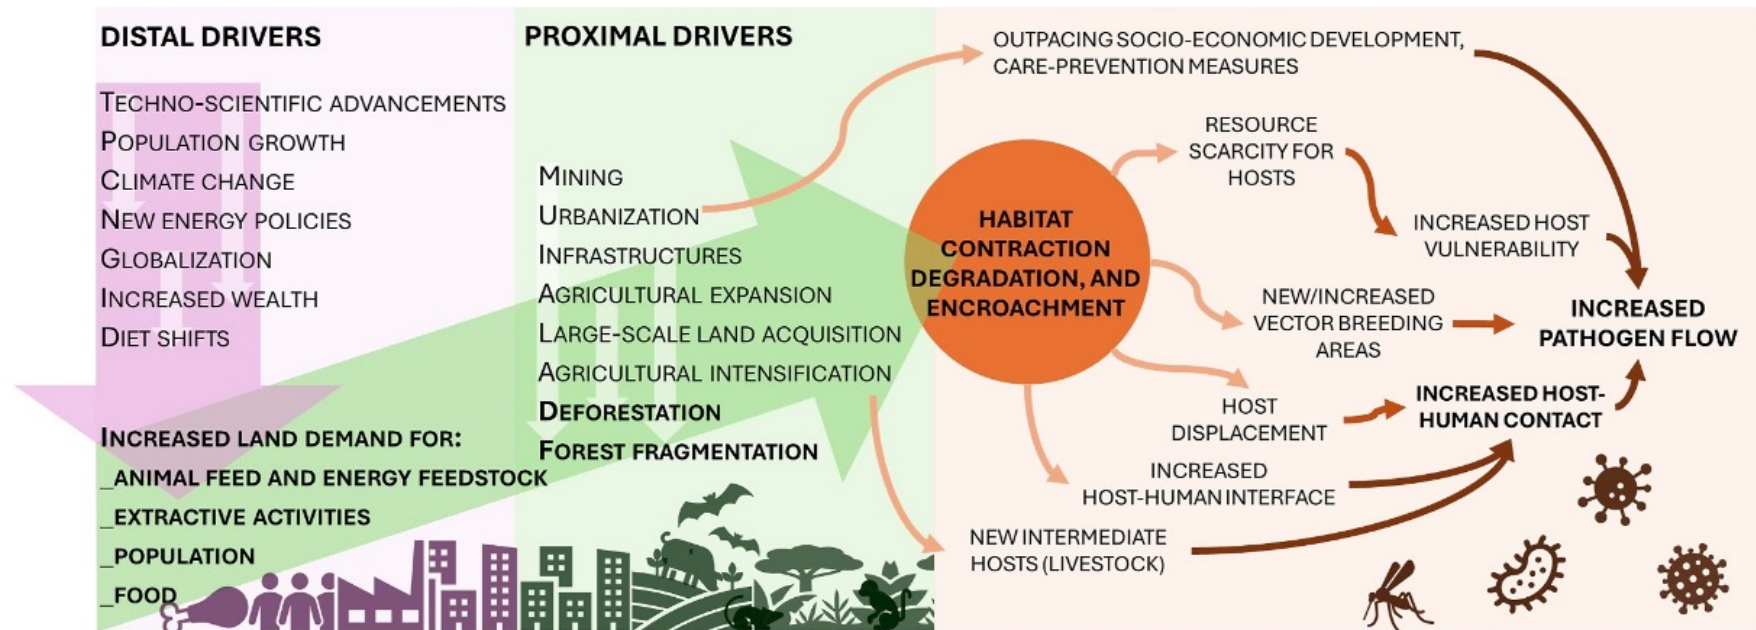 DISTAL DRIVERS
TECHNO-SCIENTIFIC ADVANCEMENTS
POPULATION GROWTH
CLIMATE CHANGE
NEW ENERGY POLICIES
GLOBALIZATION
INCREASED WEALTH
DIET SHIFTS
INCREASED LAND DEMAND FOR:
_ANIMAL FEED AND ENERGY FEEDSTOCK
_EXTRACTIVE ACTIVITIES
_POPULATION
_FOOD
PROXIMAL DRIVERS
MINING
URBANIZATION
INFRASTRUCTURES
AGRICULTURAL EXPANSION
LARGE-SCALE LAND ACQUISITION
AGRICULTURAL INTENSIFICATION
DEFORESTATION
FOREST FRAGMENTATION
HABITAT
CONTRACTION
DEGRADATION, AND
ENCROACHMENT
OUTPACING SOCIO-ECONOMIC DEVELOPMENT,
CARE-PREVENTION MEASURES
RESOURCE
SCARCITY FOR
HOSTS
INCREASED HOST
VULNERABILITY
NEW/INCREASED
VECTOR BREEDING
AREAS
INCREASED
PATHOGEN FLOW
HOST
DISPLACEMENT
INCREASED HOST-
HUMAN CONTACT
INCREASED
HOST-HUMAN INTERFACE
NEW INTERMEDIATE
HOSTS (LIVESTOCK)